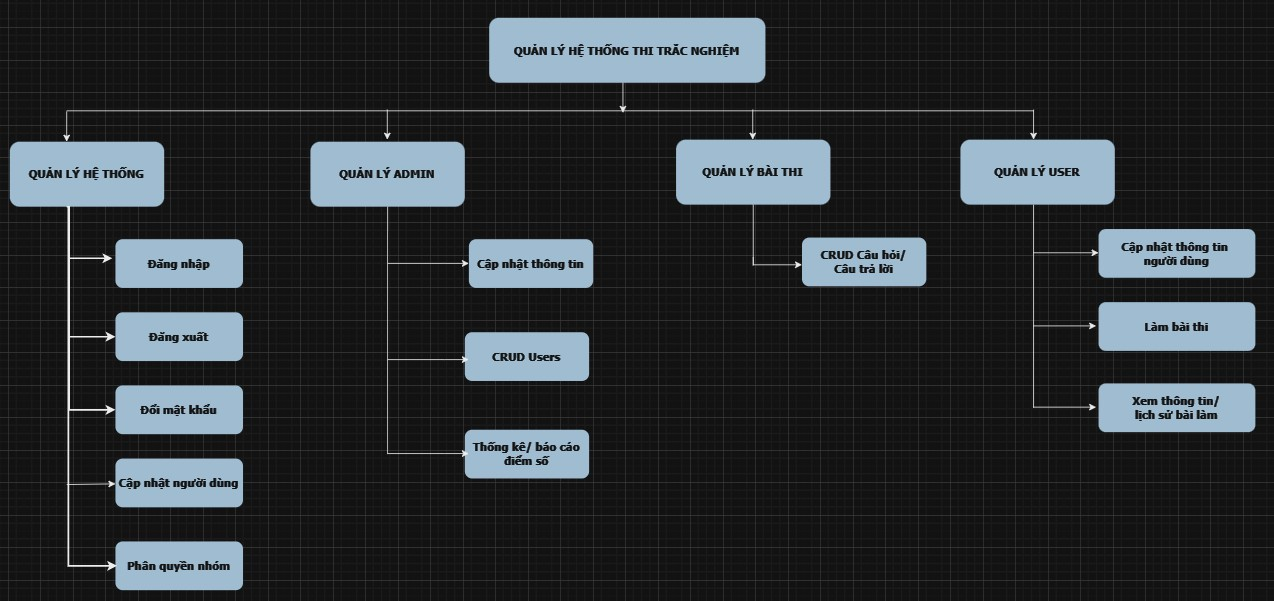 QUẢN LÝ HỆ THỐNG THI TRẮC NGHIỆM
QUẢN LÝ HỆ THỐNG
Đăng nhập
Đăng xuất
Đổi mật khẩu
Cập nhật người dùng
Phân quyền nhóm
QUẢN LÝ ADMIN
Cập nhật thông tin
CRUD Users
Thống kê/ báo cáo
điểm số
QUẢN LÝ BÀI THI
CRUD Câu hỏi/
Câu trả lời
QUẢN LÝ USER
Cập nhật thông tin
người dùng
Làm bài thi
Xem thông tin/
lịch sử bài làm